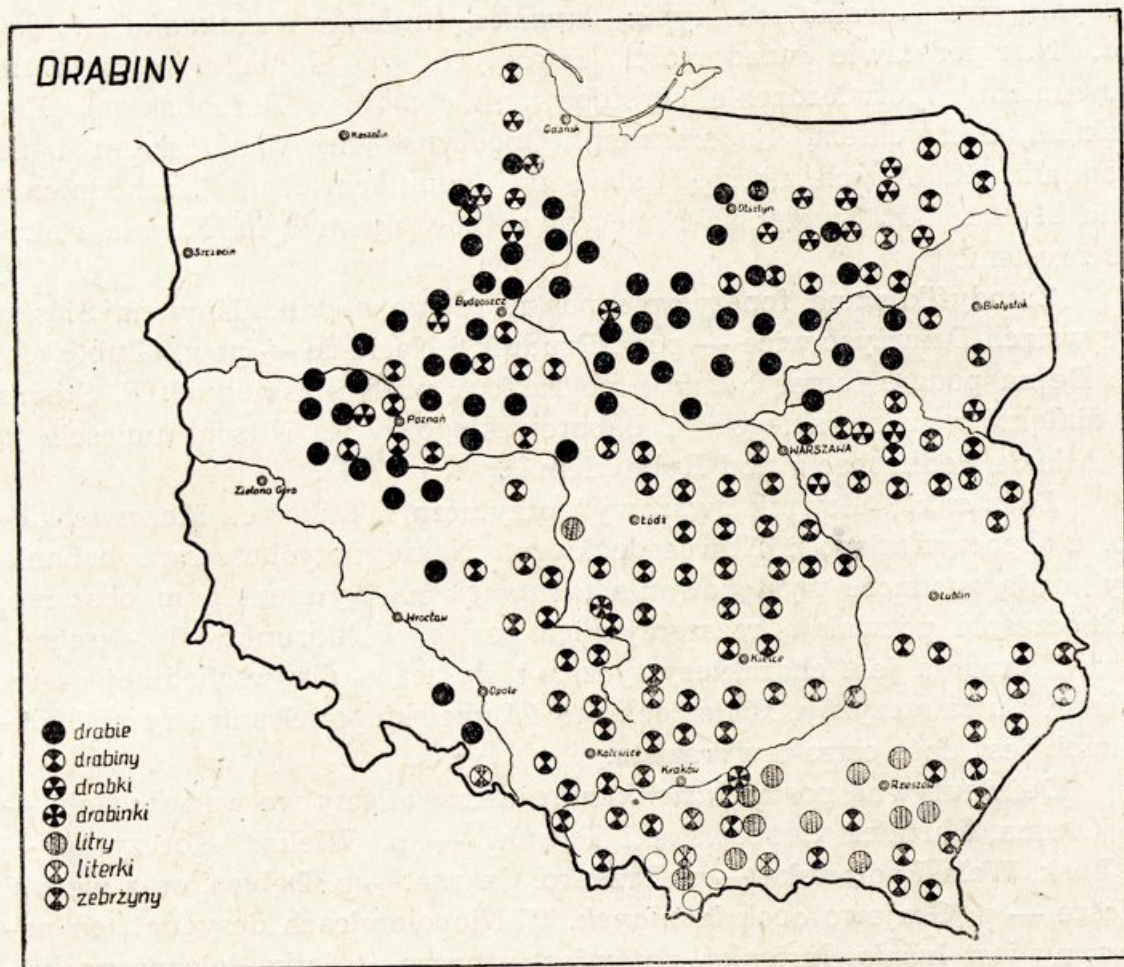 DRABINY
Koszalin
Gdańsk
Olsztyn
Szczecin
Bydgoszcz
Białystok
Poznań
WARSZAWA
Zielona Góra
Łódź
Lublin
Wrocław
Kielce
Opole
Katowice
Kraków
Rzeszów
drabie
drabiny
drabki
drabinki
litry
literki
żebrzyny